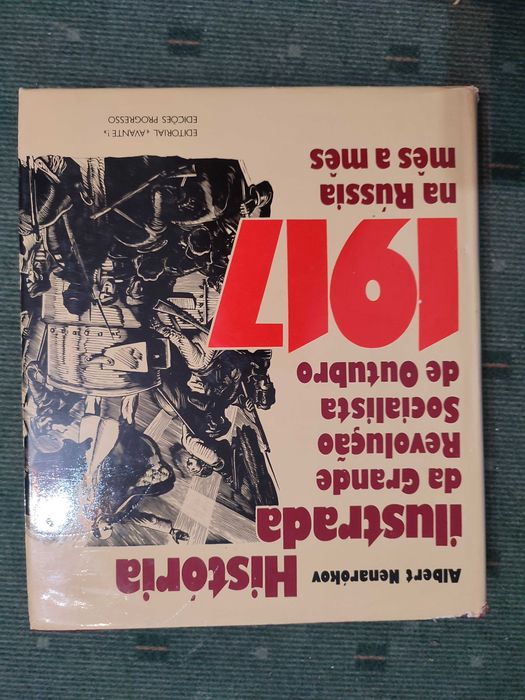 Albert Nenarókov
História
ilustrada
da Grande
Revolução
Socialista
de Outubro
1917
na Rússia
mês a mês
EDITORIAL «AVANTE!»
EDIÇÕES PROGRESSO